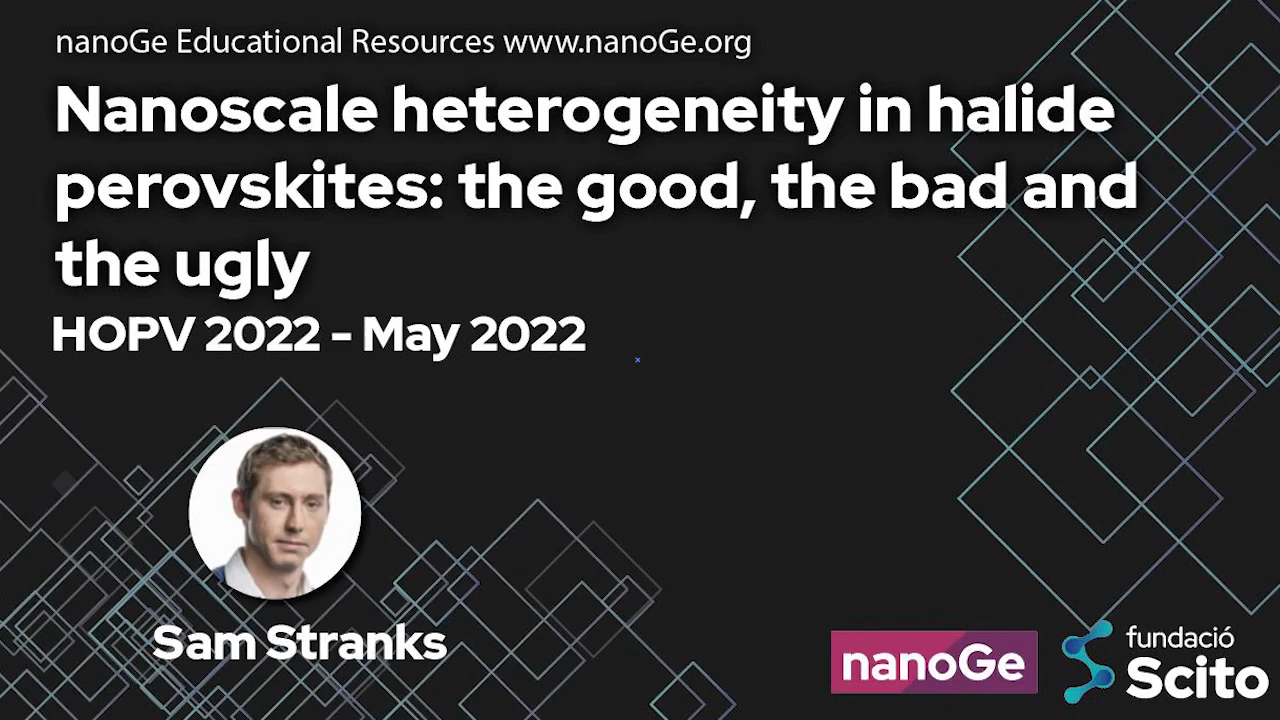 nanoGe Educational Resources www.nanoGe.org
Nanoscale heterogeneity in halide
perovskites: the good, the bad and
the ugly
HOPV 2022 - May 2022
Sam Stranks
nanoGe
fundació
Scito